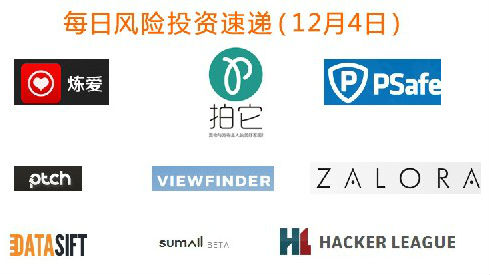 每日风险投资速递(12月4日)
炼爱
拍它
PSafe
ptch
VIEWFINDER
ZALORA
DATASIFT
sumall BETA
HACKER LEAGUE